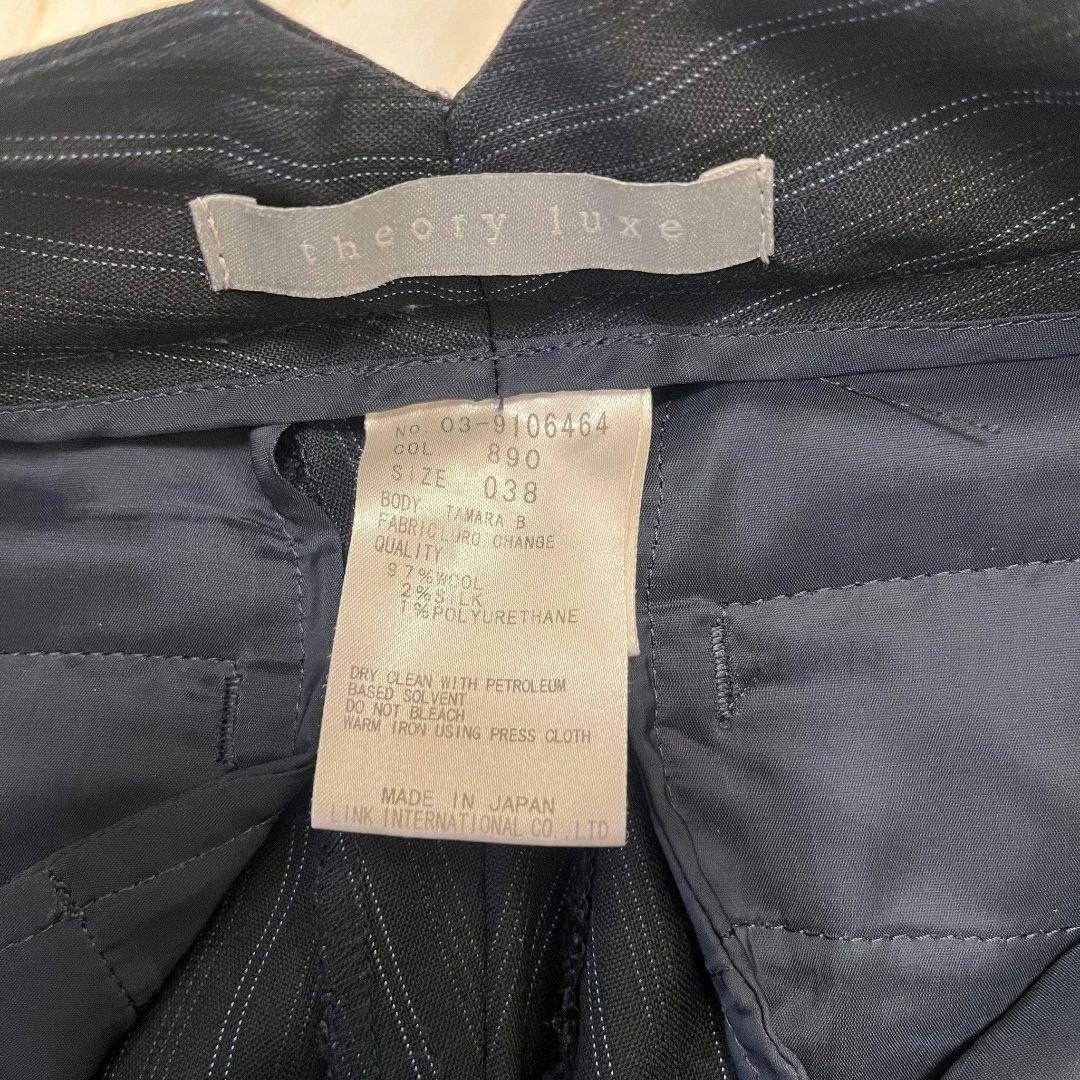 theory luxe
NO. 03-9106464
COL 890
SIZE 038
BODY TAMARA B
FABRIC CHANGE
QUALITY
97%WOOL
2%SILK
1%POLYURETHANE
DRY CLEAN WITH PETROLEUM
BASED SOLVENT
DO NOT BLEACH
WARM IRON USING PRESS CLOTH
MADE IN JAPAN
LINK INTERNATIONAL CO.,LTD